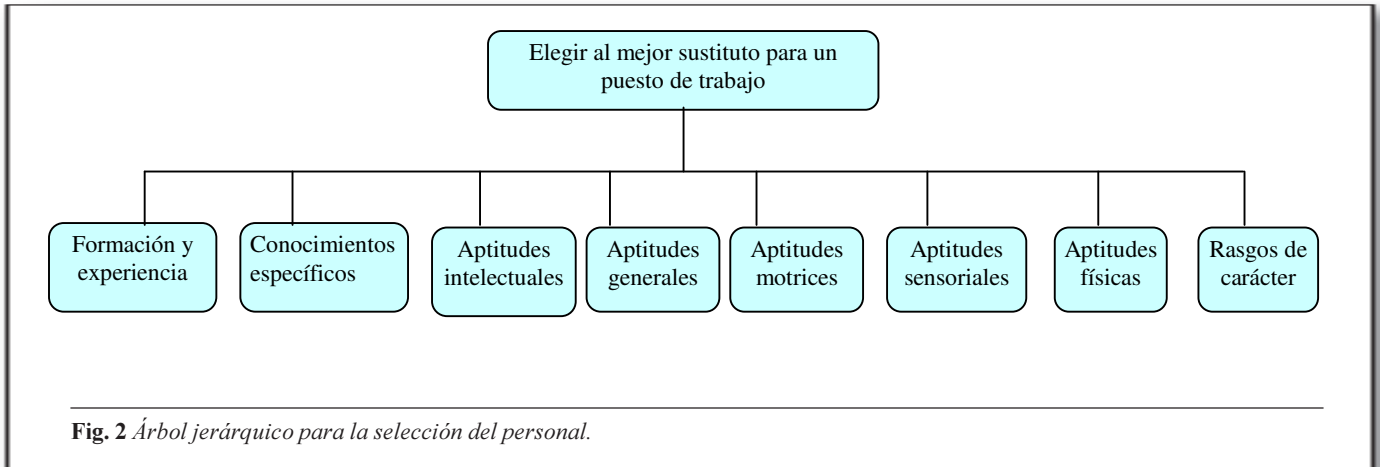 Elegir al mejor sustituto para un
puesto de trabajo
Formación y
experiencia
Conocimientos
específicos
Aptitudes
intelectuales
Aptitudes
generales
Aptitudes
motrices
Aptitudes
sensoriales
Aptitudes
físicas
Rasgos de
carácter
Fig. 2 Árbol jerárquico para la selección del personal.